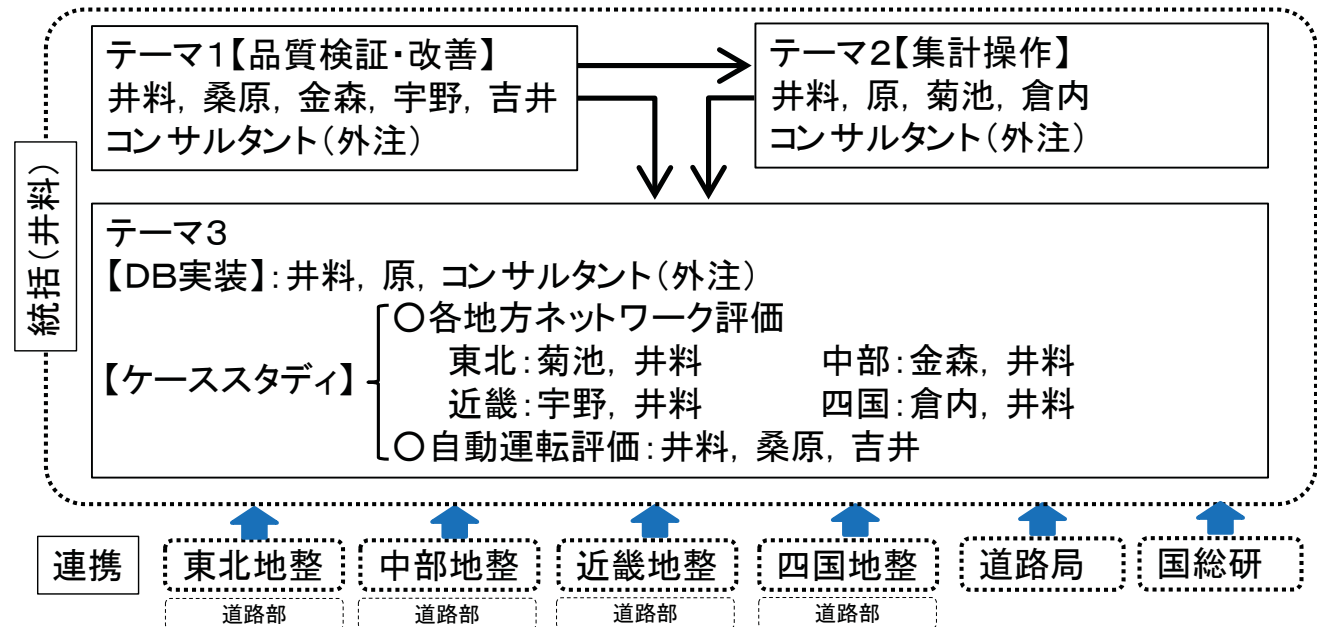 テーマ1【品質検証・改善】
井料, 桑原, 金森, 宇野, 吉井
コンサルタント(外注)
テーマ2【集計操作】
井料, 原, 菊池, 倉内
コンサルタント(外注)
統括(井料)
テーマ3
【DB実装】:井料, 原, コンサルタント(外注)
【ケーススタディ】
○各地方ネットワーク評価
東北:菊池, 井料 中部:金森, 井料
近畿:宇野, 井料 四国:倉内, 井料
○自動運転評価:井料, 桑原, 吉井
連携 東北地整 中部地整 近畿地整 四国地整 道路局 国総研
道路部 道路部 道路部 道路部